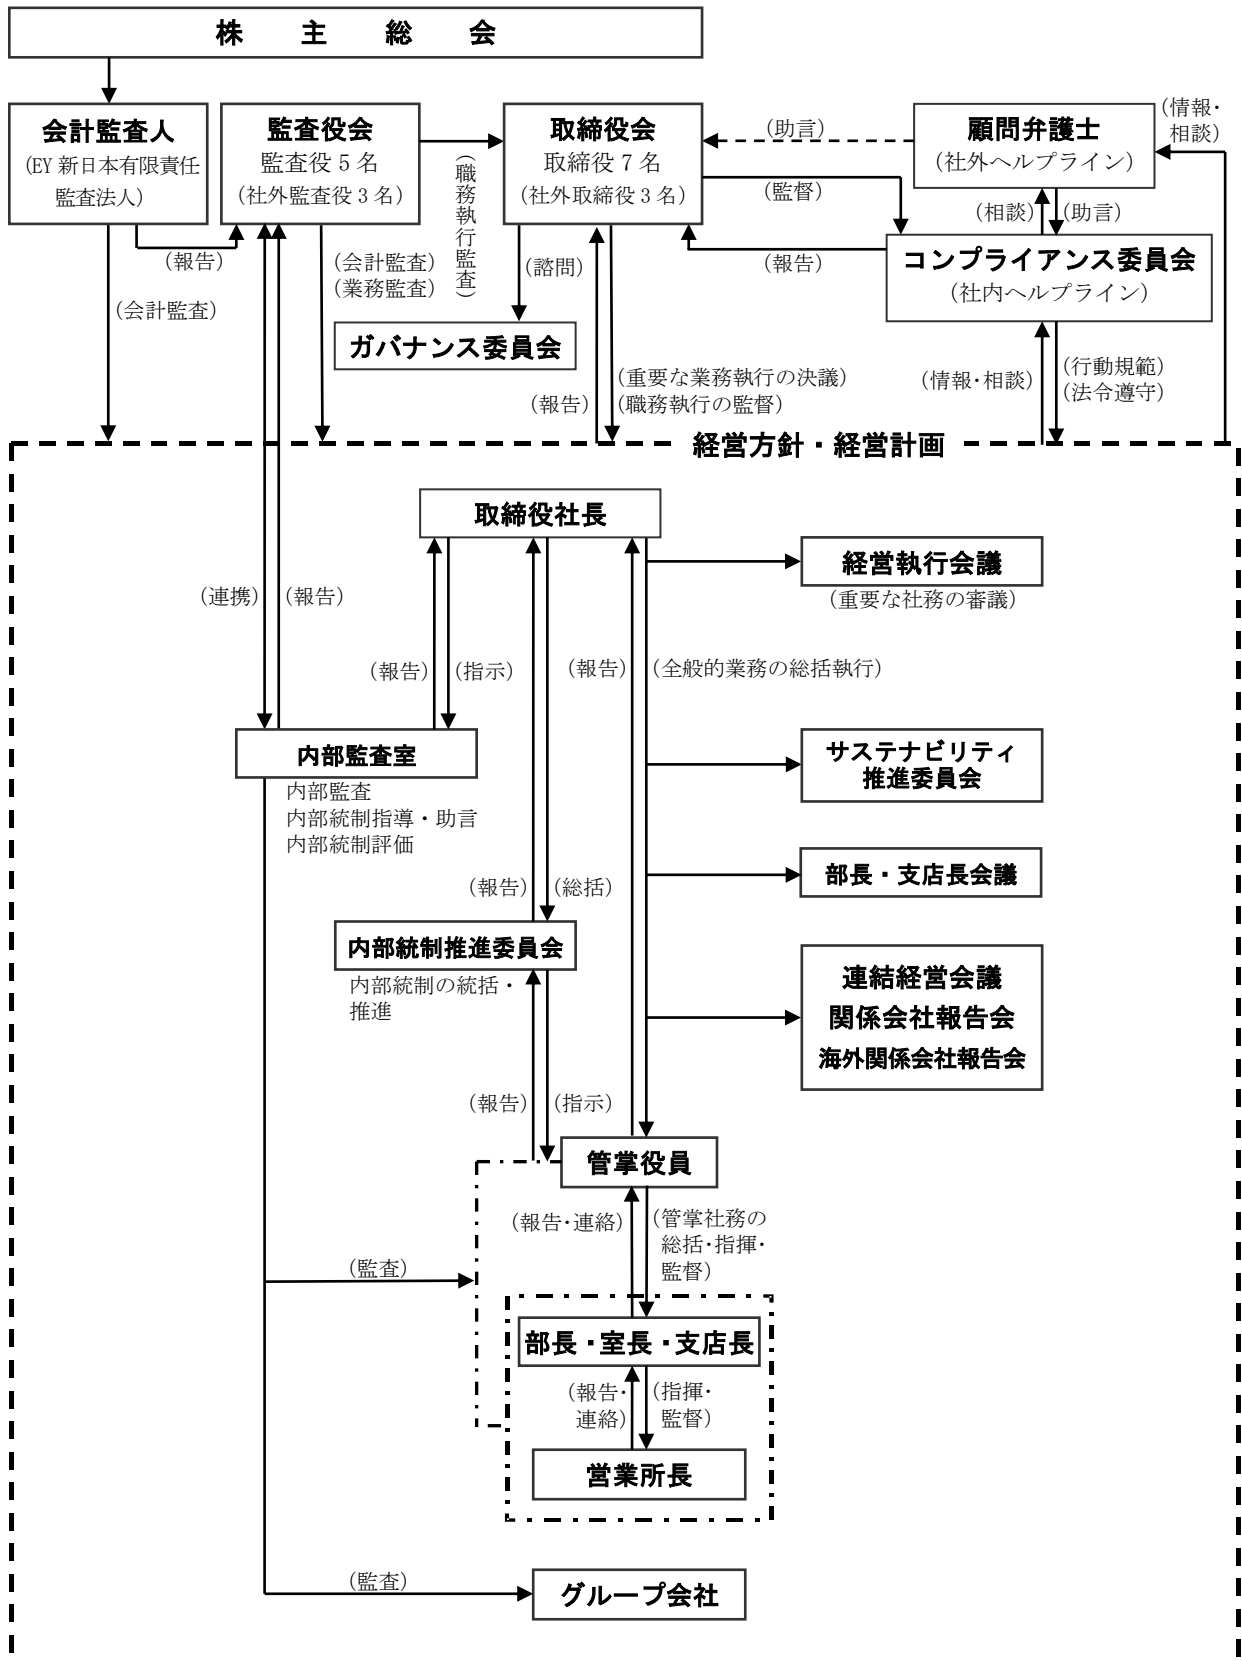 株　主　総　会
会計監査人
(EY 新日本有限責任
監査法人)
監査役会
監査役 5 名
(社外監査役 3 名)
(職務執行監査)
取締役会
取締役 7 名
(社外取締役 3 名)
(助言)
顧問弁護士
(社外ヘルプライン)
(情報・
相談)
(監督)
(相談)
(助言)
(報告)
コンプライアンス委員会
(社内ヘルプライン)
(報告)
(会計監査)
(会計監査)
(業務監査)
(諮問)
ガバナンス委員会
(報告)
(重要な業務執行の決議)
(職務執行の監督)
(情報・相談)
(行動規範)
(法令遵守)
経営方針・経営計画
取締役社長
経営執行会議
(重要な社務の審議)
(連携)
(報告)
(報告)
(指示)
(報告)
(全般的業務の総括執行)
内部監査室
内部監査
内部統制指導・助言
内部統制評価
サステナビリティ
推進委員会
(報告)
(総括)
部長・支店長会議
内部統制推進委員会
内部統制の統括・
推進
連結経営会議
関係会社報告会
海外関係会社報告会
(報告)
(指示)
管掌役員
(報告・連絡)
(管掌社務の
総括・指揮・
監督)
(監査)
部長・室長・支店長
(報告・
連絡)
(指揮・
監督)
営業所長
(監査)
グループ会社